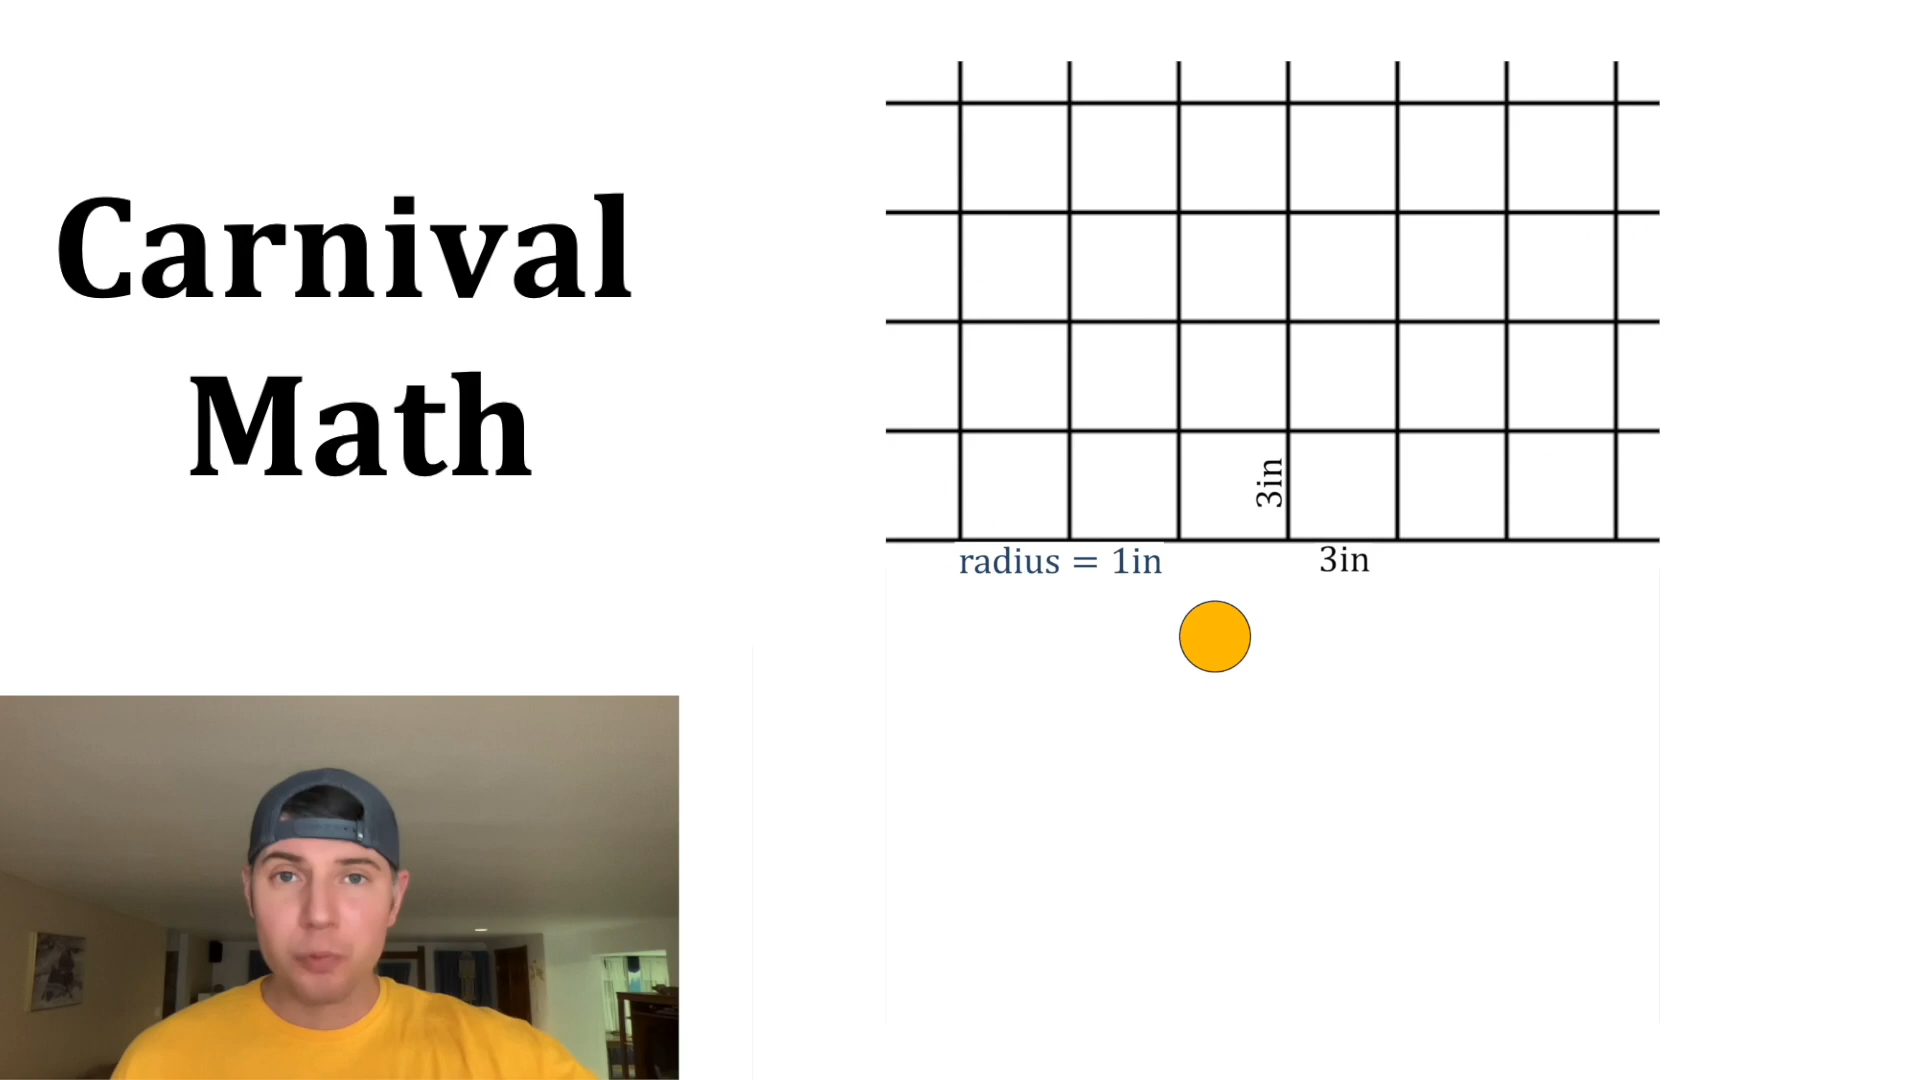 Carnival
Math
3in
radius = 1in
3in